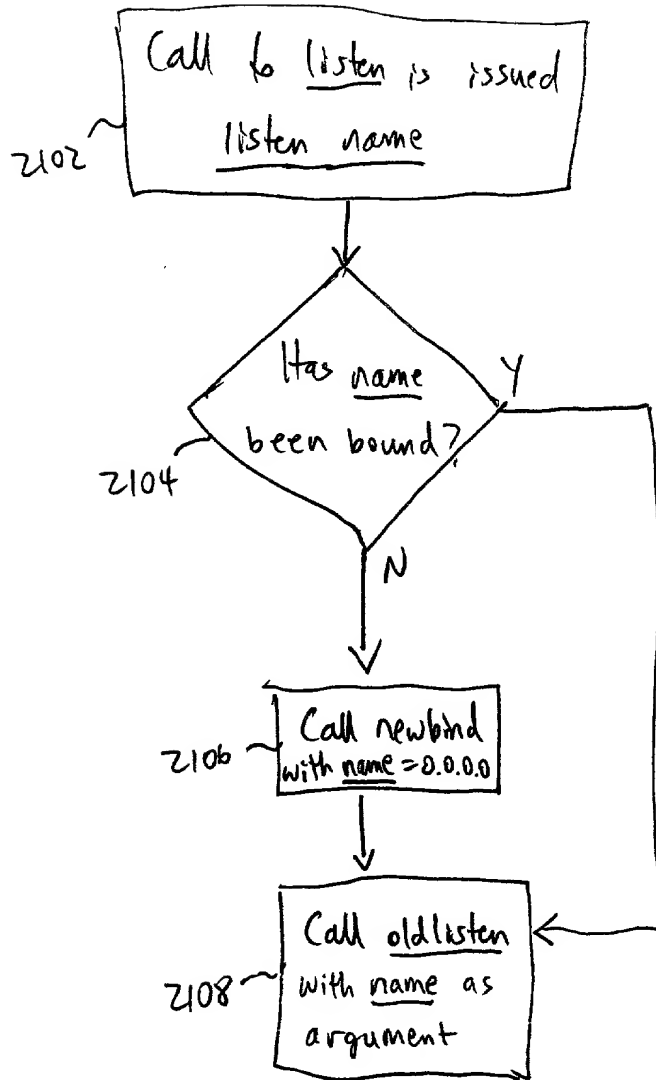 Call to listen is issued
listen name
2102
Has name
been bound?
Y
2104
N
Call newbind
with name = 0.0.0.0
2106
Call oldlisten
with name as
argument
2108